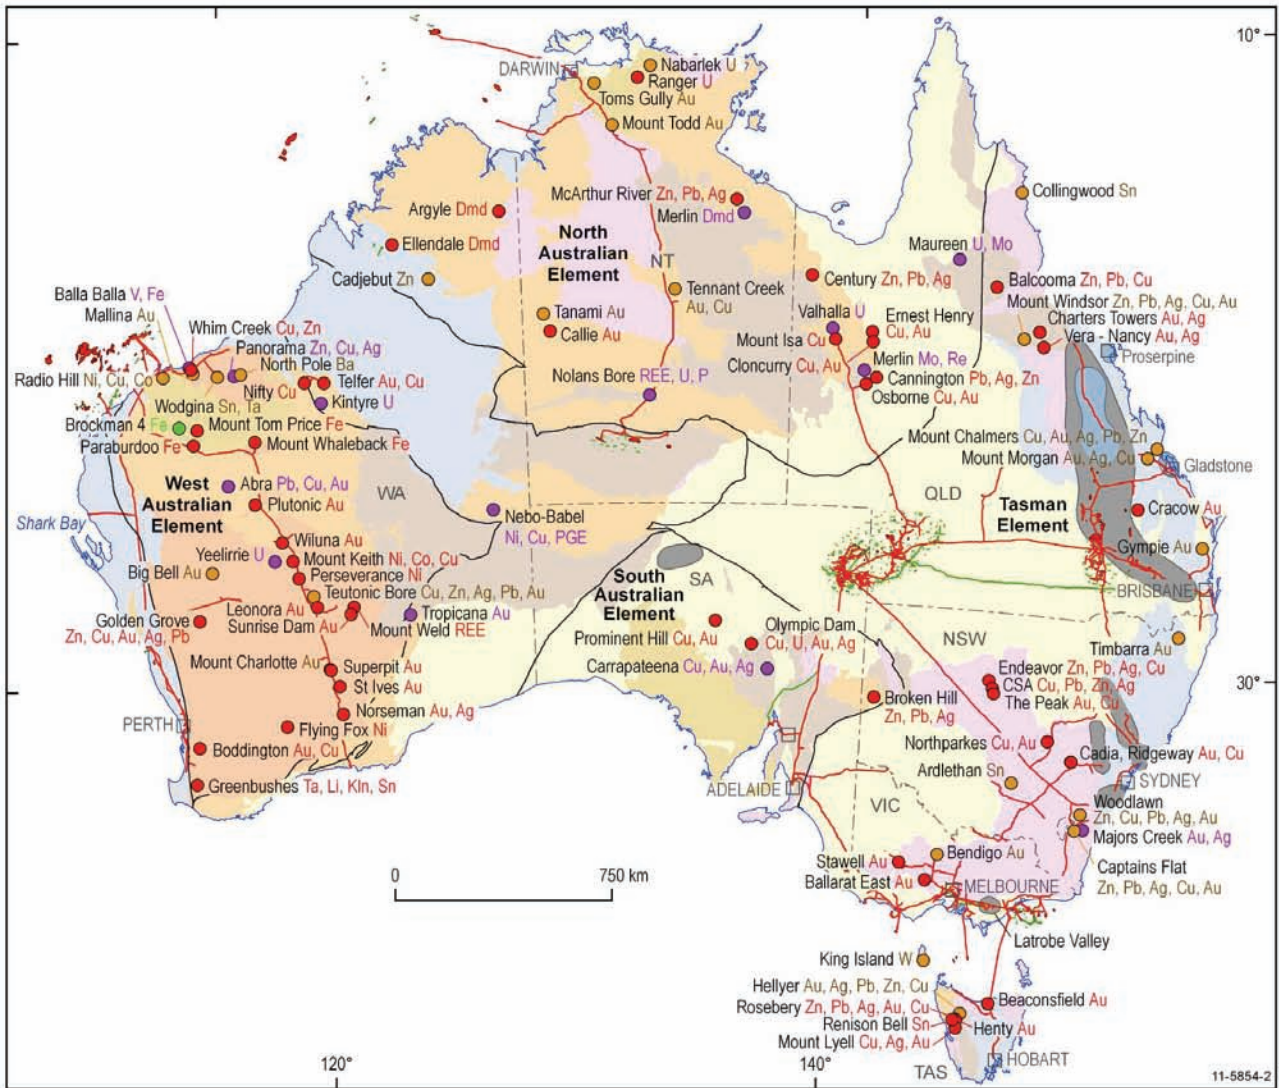 10°
DARWIN
Nabarlek U
Ranger U
Toms Gully Au
Mount Todd Au
Collingwood Sn
McArthur River Zn, Pb, Ag
Merlin Dmd
Argyle Dmd
Ellendale Dmd
North
Australian
Element
NT
Maureen U, Mo
Cadjebut Zn
Century Zn, Pb, Ag
Balcooma Zn, Pb, Cu
Tennant Creek
Au, Cu
Mount Windsor Zn, Pb, Ag, Cu, Au
Balla Balla V, Fe
Mallina Au
Tanami Au
Callie Au
Valhalla U
Ernest Henry
Cu, Au
Charters Towers Au, Ag
Vera - Nancy Au, Ag
Whim Creek Cu, Zn
Mount Isa Cu
Panorama Zn, Cu, Ag
Proserpine
North Pole Ba
Merlin Mo, Re
Cloncurry Cu, Au
Radio Hill Ni, Cu, Co
Nifty Cu
Telfer Au, Cu
Nolans Bore REE, U, P
Cannington Pb, Ag, Zn
Osborne Cu, Au
Kintyre U
Wodgina Sn, Ta
Brockman 4 Fe
Mount Tom Price Fe
Paraburdoo Fe
Mount Whaleback Fe
Mount Chalmers Cu, Au, Ag, Pb, Zn
Mount Morgan Au, Ag, Cu
Gladstone
West
Australian
Element
Abra Pb, Cu, Au
WA
QLD
Tasman
Element
Plutonic Au
Nebo-Babel
Ni, Cu, PGE
Cracow Au
Shark Bay
Wiluna Au
Gympie Au
Yeelirrie U
Mount Keith Ni, Co, Cu
Big Bell Au
Perseverance Ni
South
Australian
Element
SA
Teutonic Bore Cu, Zn, Ag, Pb, Au
BRISBANE
Leonora Au
Tropicana Au
Golden Grove
Zn, Cu, Au, Ag, Pb
Sunrise Dam Au
Mount Weld REE
Olympic Dam
Cu, U, Au, Ag
Prominent Hill Cu, Au
NSW
Timbarra Au
Mount Charlotte Au
Superpit Au
Carrapateena Cu, Au, Ag
Endeavor Zn, Pb, Ag, Cu
CSA Cu, Pb, Zn, Ag
The Peak Au, Cu
30°
St Ives Au
Broken Hill
Zn, Pb, Ag
Norseman Au, Ag
PERTH
Flying Fox Ni
Northparkes Cu, Au
Boddington Au, Cu
Cadia, Ridgeway Au, Cu
Ardlethan Sn
Greenbushes Ta, Li, Kln, Sn
ADELAIDE
SYDNEY
VIC
Woodlawn
Zn, Cu, Pb, Ag, Au
Majors Creek Au, Ag
Bendigo Au
Stawell Au
Captains Flat
Zn, Pb, Ag, Cu, Au
0
750 km
Ballarat East Au
MELBOURNE
Latrobe Valley
King Island W
Hellyer Au, Ag, Pb, Zn, Cu
Beaconsfield Au
Rosebery Zn, Pb, Ag, Au, Cu
Renison Bell Sn
Henty Au
Mount Lyell Cu, Ag, Au
HOBART
TAS
120°
140°
11-5854-2